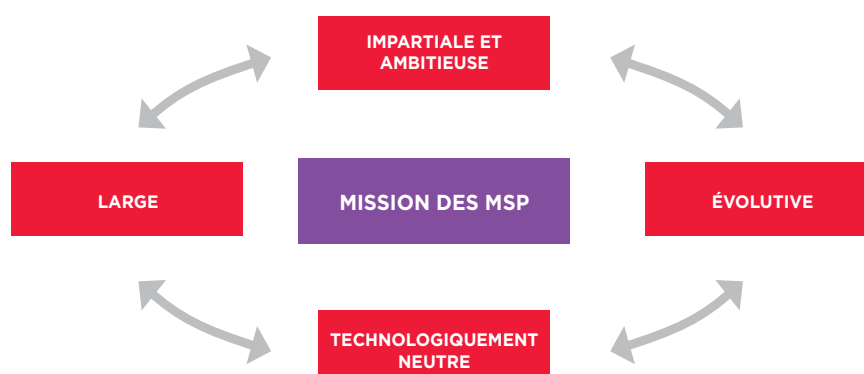 IMPARTIALE ET
AMBITIEUSE
LARGE
MISSION DES MSP
ÉVOLUTIVE
TECHNOLOGIQUEMENT
NEUTRE